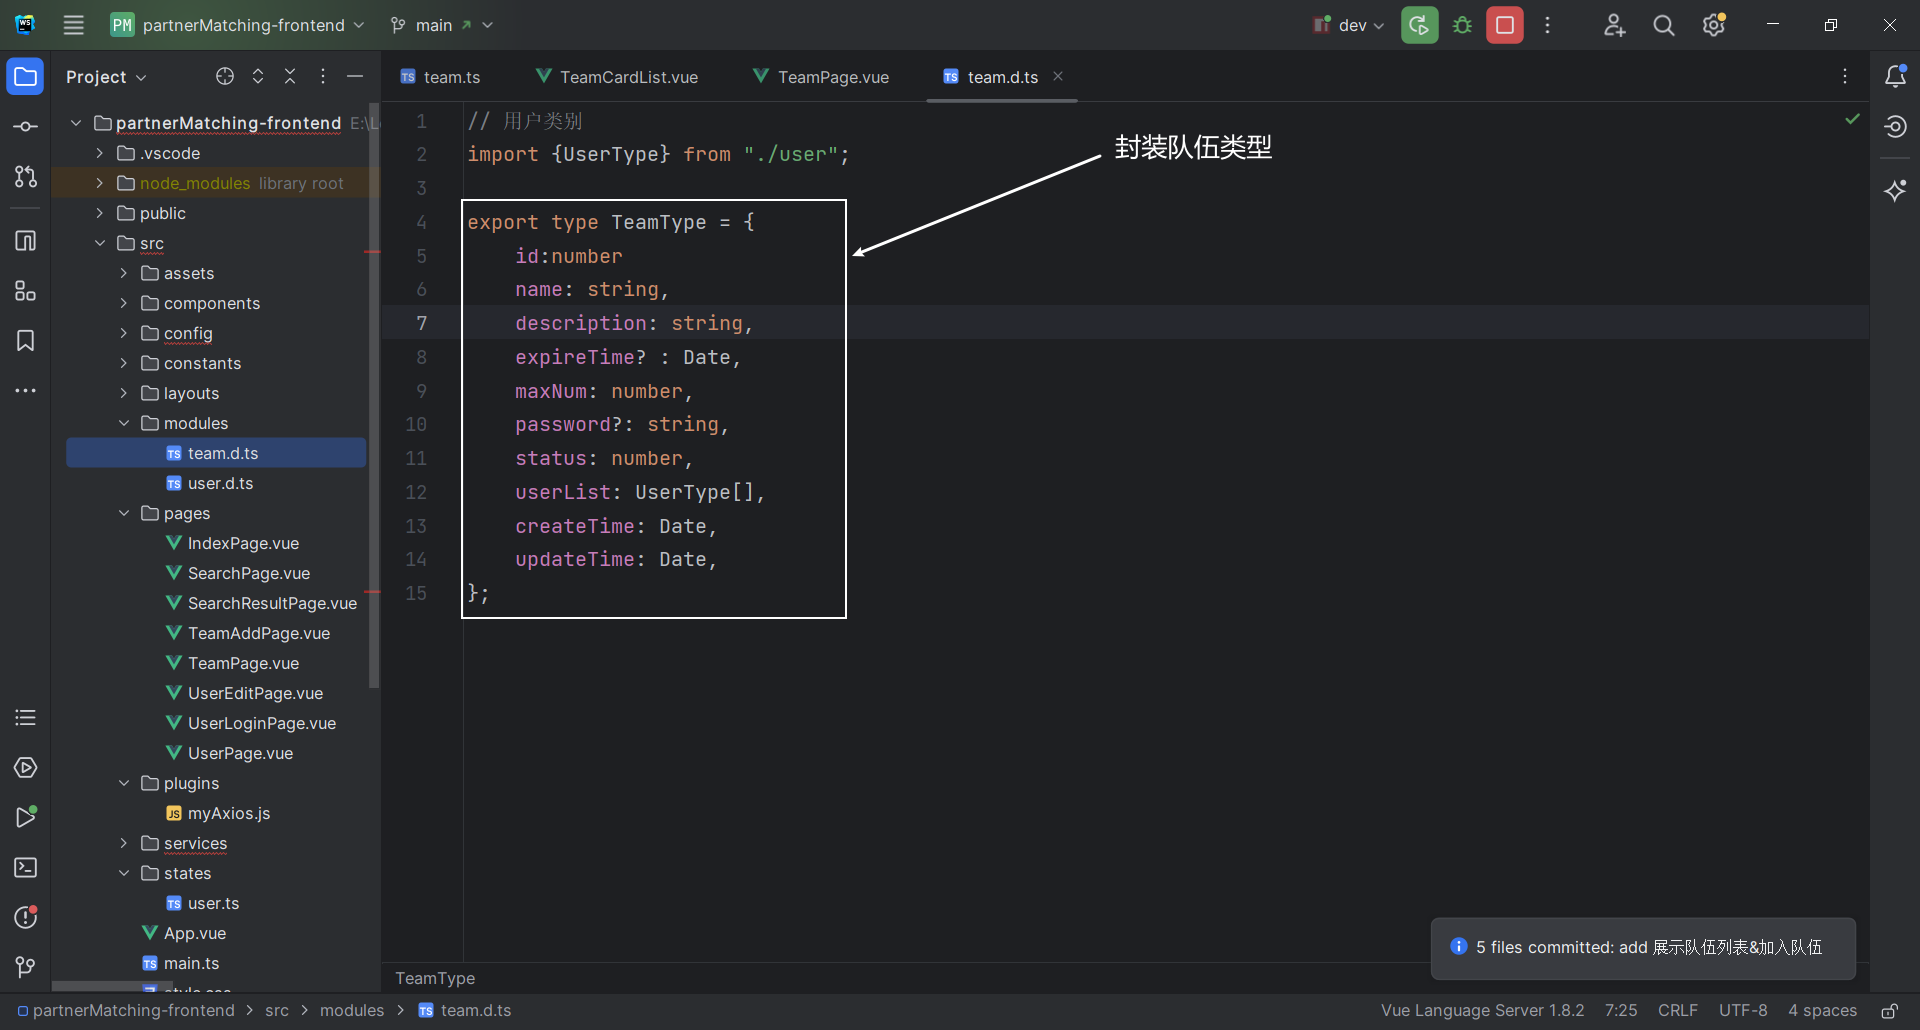 PM partnerMatching-frontend main dev
Project
team.ts TeamCardList.vue TeamPage.vue team.d.ts
partnerMatching-frontend E:\L
.vscode
node_modules library root
public
src
assets
components
config
constants
layouts
modules
team.d.ts
user.d.ts
pages
IndexPage.vue
SearchPage.vue
SearchResultPage.vue
TeamAddPage.vue
TeamPage.vue
UserEditPage.vue
UserLoginPage.vue
UserPage.vue
plugins
myAxios.js
services
states
user.ts
App.vue
main.ts
style.css
1 // 用户类别
2 import {UserType} from "./user";
3
4 export type TeamType = {
5 id:number
6 name: string,
7 description: string,
8 expireTime? : Date,
9 maxNum: number,
10 password?: string,
11 status: number,
12 userList: UserType[],
13 createTime: Date,
14 updateTime: Date,
15 };
封装队伍类型
5 files committed: add 展示队伍列表&加入队伍
TeamType
partnerMatching-frontend > src > modules > team.d.ts
Vue Language Server 1.8.2 7:25 CRLF UTF-8 4 spaces